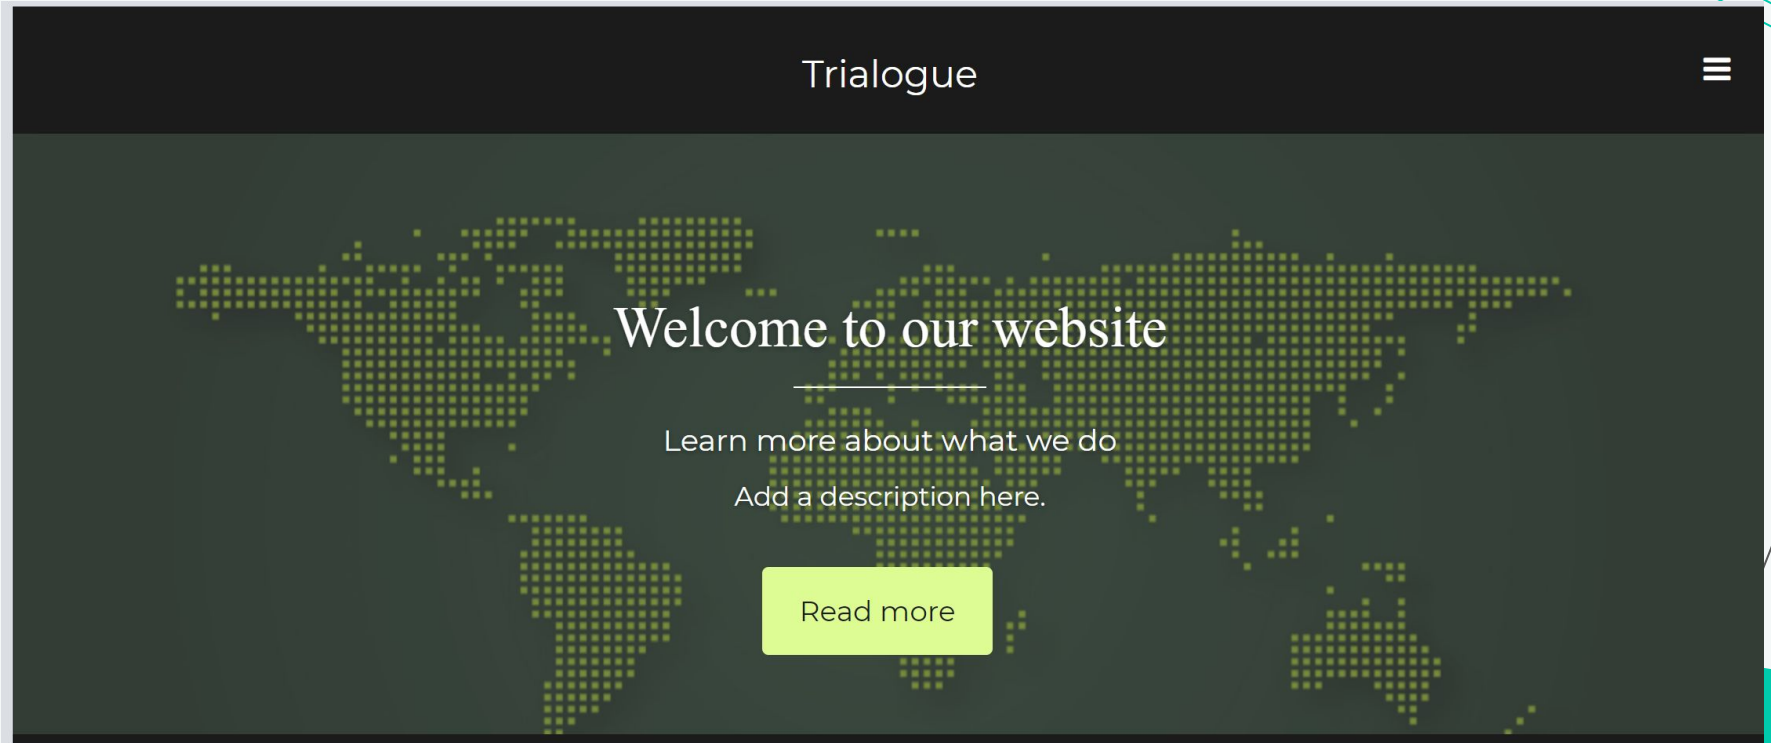 Trialogue
Welcome to our website
Learn more about what we do
Add a description here.
Read more